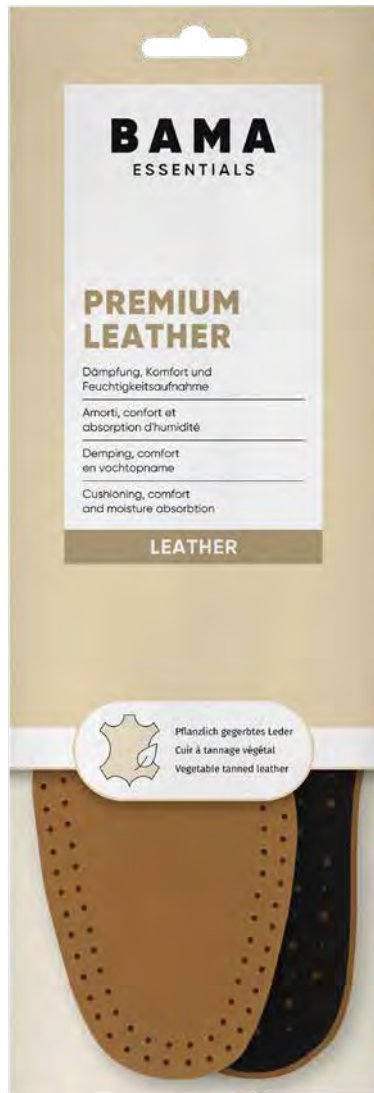 BAMA
ESSENTIALS
PREMIUM
LEATHER
Dämpfung, Komfort und
Feuchtigkeitsaufnahme
Amorti, confort et
absorption d'humidité
Demping, comfort
en vochtopname
Cushioning, comfort
and moisture absorbtion
LEATHER
Pflanzlich gegerbtes Leder
Cuir à tannage végétal
Vegetable tanned leather